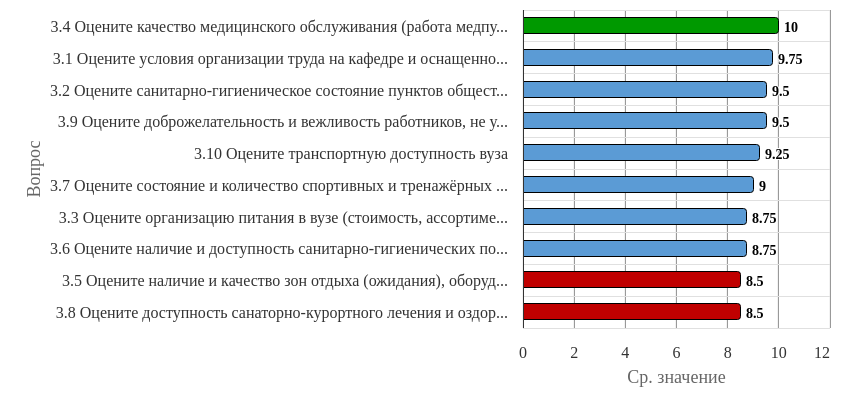 3.4 Оцените качество медицинского обслуживания (работа медпу... 10
3.1 Оцените условия организации труда на кафедре и оснащенно... 9.75
3.2 Оцените санитарно-гигиеническое состояние пунктов общест... 9.5
3.9 Оцените доброжелательность и вежливость работников, не у... 9.5
3.10 Оцените транспортную доступность вуза 9.25
3.7 Оцените состояние и количество спортивных и тренажёрных ... 9
3.3 Оцените организацию питания в вузе (стоимость, ассортиме... 8.75
3.6 Оцените наличие и доступность санитарно-гигиенических по... 8.75
3.5 Оцените наличие и качество зон отдыха (ожидания), оборуд... 8.5
3.8 Оцените доступность санаторно-курортного лечения и оздор... 8.5
Вопрос
0 2 4 6 8 10 12
Ср. значение